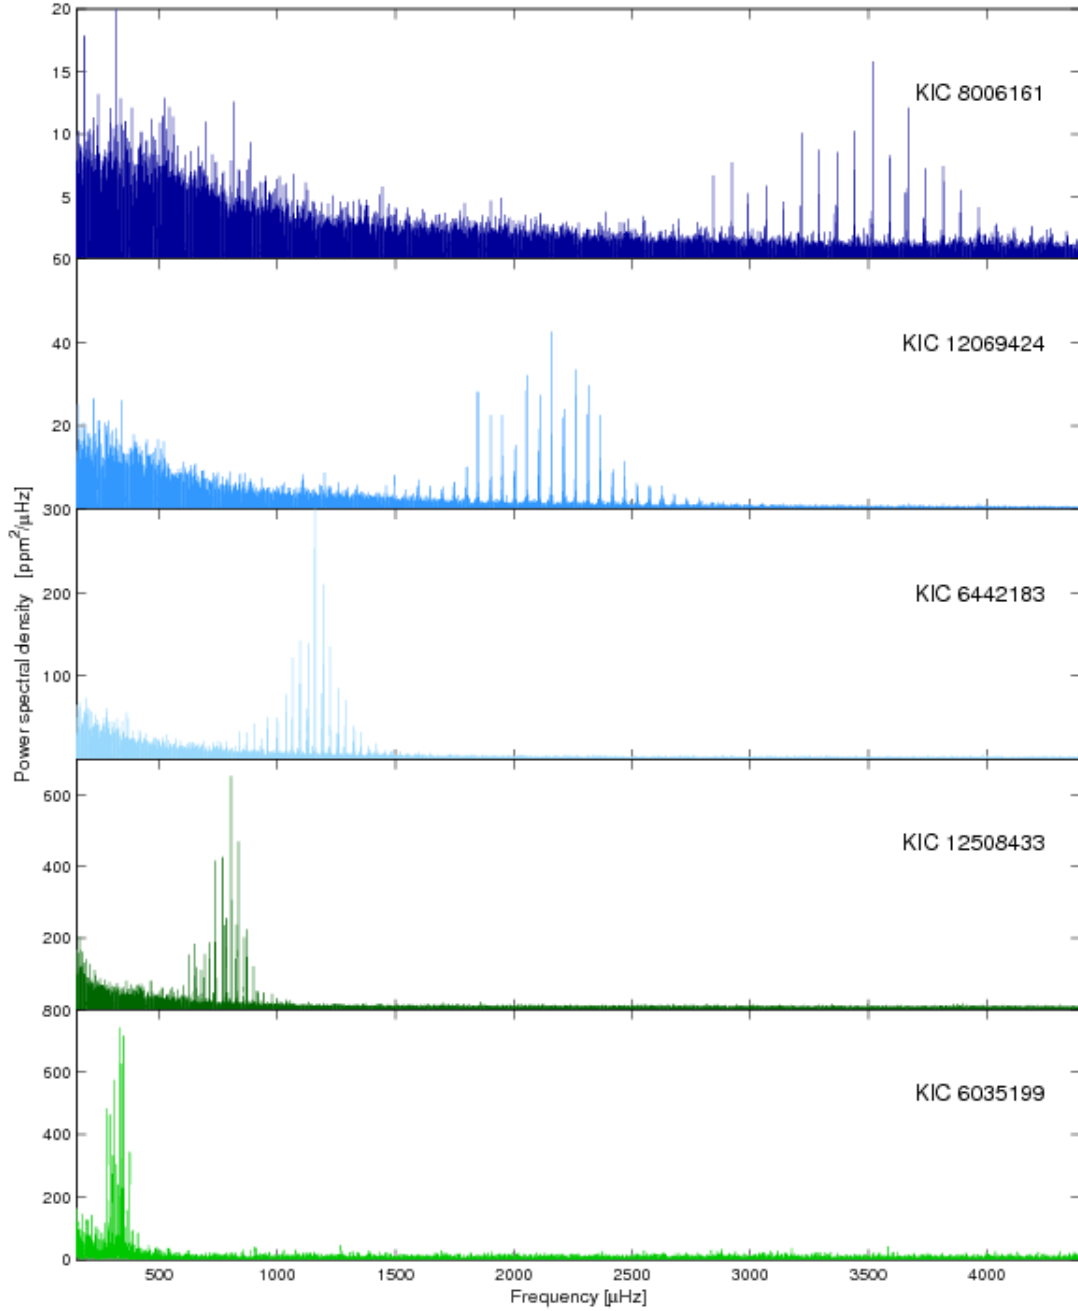 20
15
10
5
KIC 8006161
60
40
20
KIC 12069424
300
200
100
KIC 6442183
600
400
200
KIC 12508433
800
600
400
200
0
KIC 6035199
500 1000 1500 2000 2500 3000 3500 4000
Frequency [μHz]
Power spectral density [ppm²/μHz]